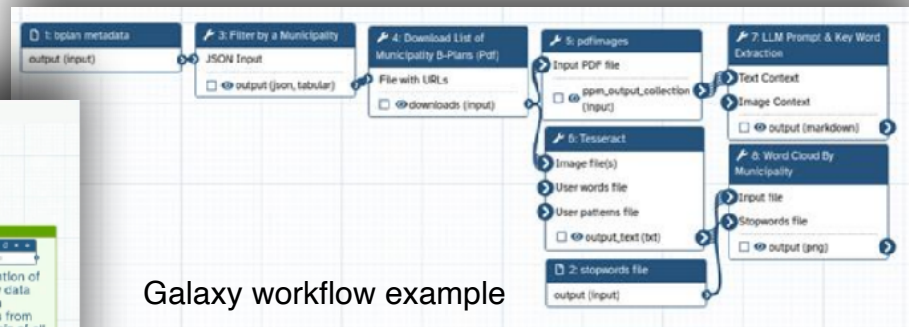 1: bplan metadata
output (input)
3: Filter by a Municipality
JSON Input
output (json, tabular)
4: Download List of
Municipality B-Plans (Pdf)
File with URLs
downloads (input)
5: pdfimages
Input PDF file
ppm_output_collection
(input)
6: Tesseract
Image file(s)
User words file
User patterns file
output_text (txt)
2: stopwords file
output (input)
7: LLM Prompt & Key Word
Extraction
Text Context
Image Context
output (markdown)
8: Word Cloud By
Municipality
Input file
Stopwords file
output (png)
Galaxy workflow example
of
data
from